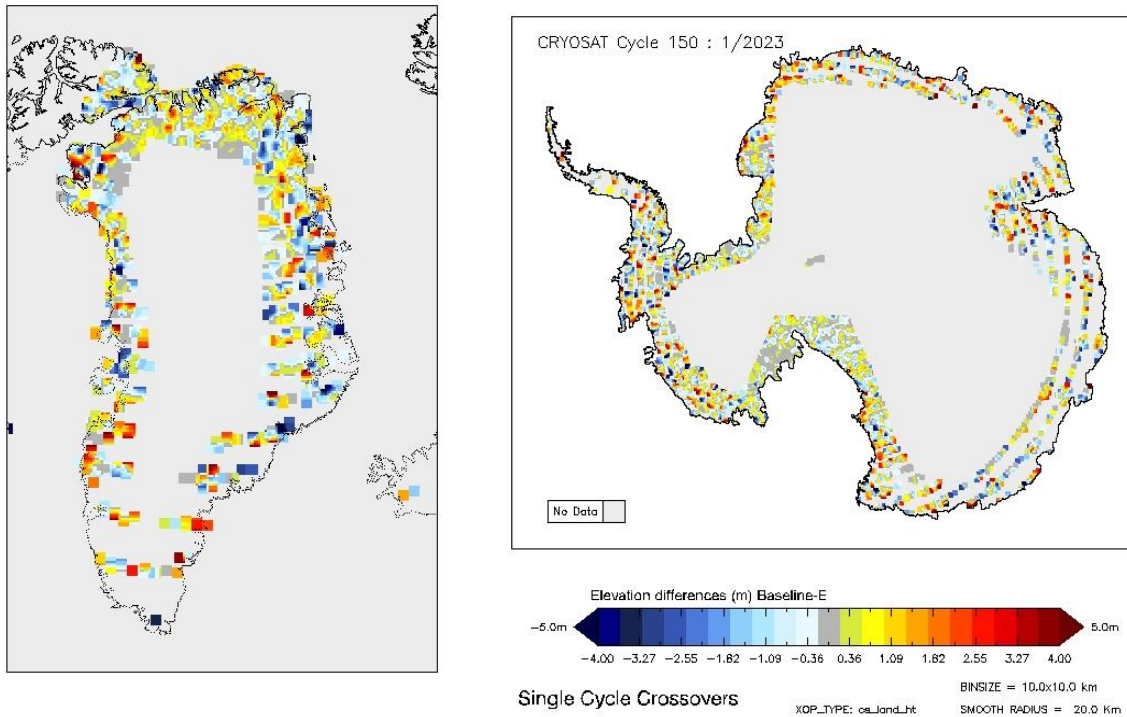 CRYOSAT Cycle 150 : 1/2023
No Data
Elevation differences (m) Baseline-E
-5.0m
5.0m
-4.00 -3.27 -2.55 -1.82 -1.09 -0.36 0.36 1.09 1.82 2.55 3.27 4.00
Single Cycle Crossovers
XOP_TYPE: cs_land_ht
BINSIZE = 10.0x10.0 km
SMOOTH RADIUS = 20.0 Km